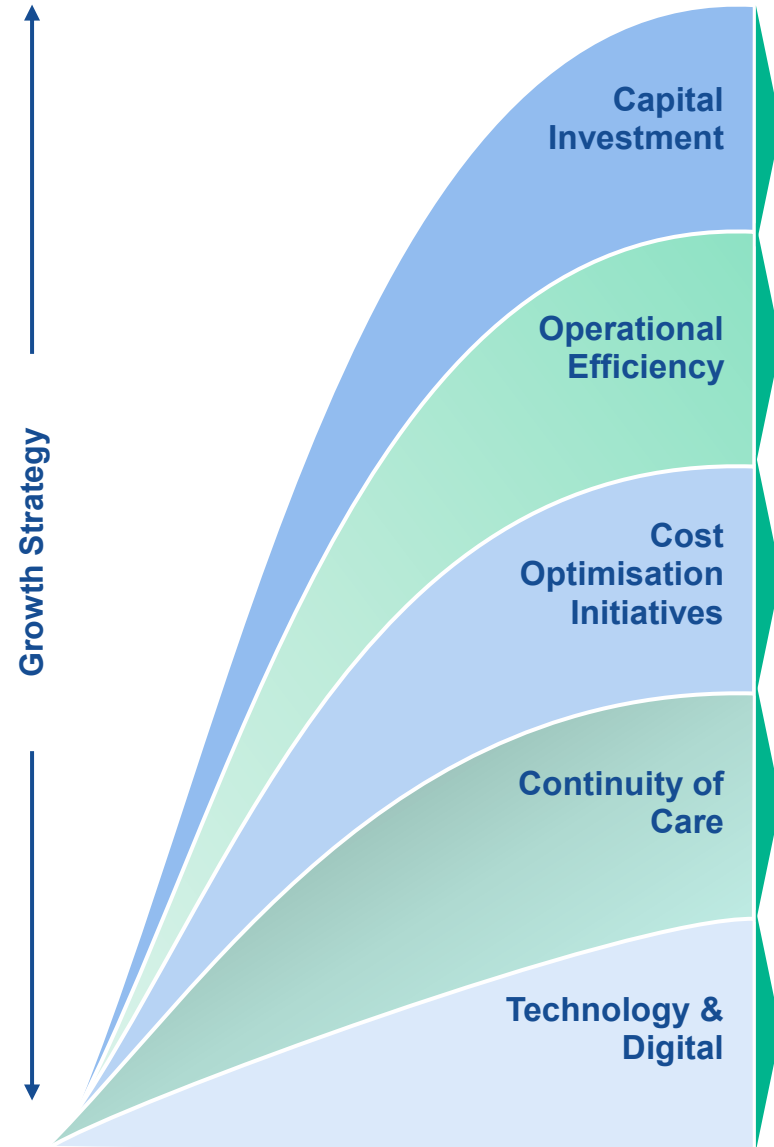 Capital
Investment
Operational
Efficiency
Growth Strategy
Cost
Optimisation
Initiatives
Continuity of
Care
Technology &
Digital